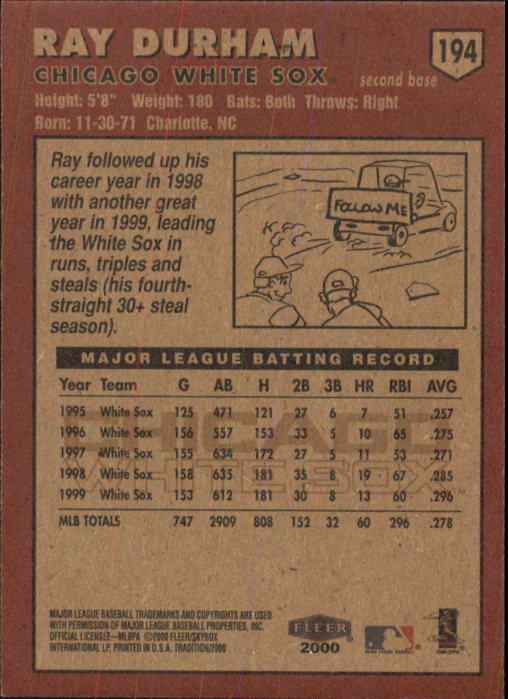 RAY DURHAM
194
CHICAGO WHITE SOX
second base
Height: 5'8" Weight: 180 Bats: Both Throws: Right
Born: 11-30-71 Charlotte, NC
Ray followed up his
career year in 1998
with another great
year in 1999, leading
the White Sox in
runs, triples and
steals (his fourth-
straight 30+ steal
season).
FOLLOW ME
MAJOR LEAGUE BATTING RECORD
Year Team G AB H 2B 3B HR RBI AVG
1995 White Sox 125 471 121 27 6 7 51 .257
1996 White Sox 156 557 153 33 5 10 65 .275
1997 White Sox 155 634 172 27 5 11 53 .271
1998 White Sox 158 635 181 35 8 19 67 .285
1999 White Sox 153 612 181 30 8 13 60 .296
CHICAGO
WHITE SOX
MLB TOTALS 747 2909 808 152 32 60 296 .278
MAJOR LEAGUE BASEBALL TRADEMARKS AND COPYRIGHTS ARE USED
WITH PERMISSION OF MAJOR LEAGUE BASEBALL PROPERTIES, INC.
OFFICIAL LICENSEE—MLBPA ©2000 FLEER/SKYBOX
INTERNATIONAL LP, PRINTED IN U.S.A. TRADITION/2000
FLEER
2000
©MLBPA